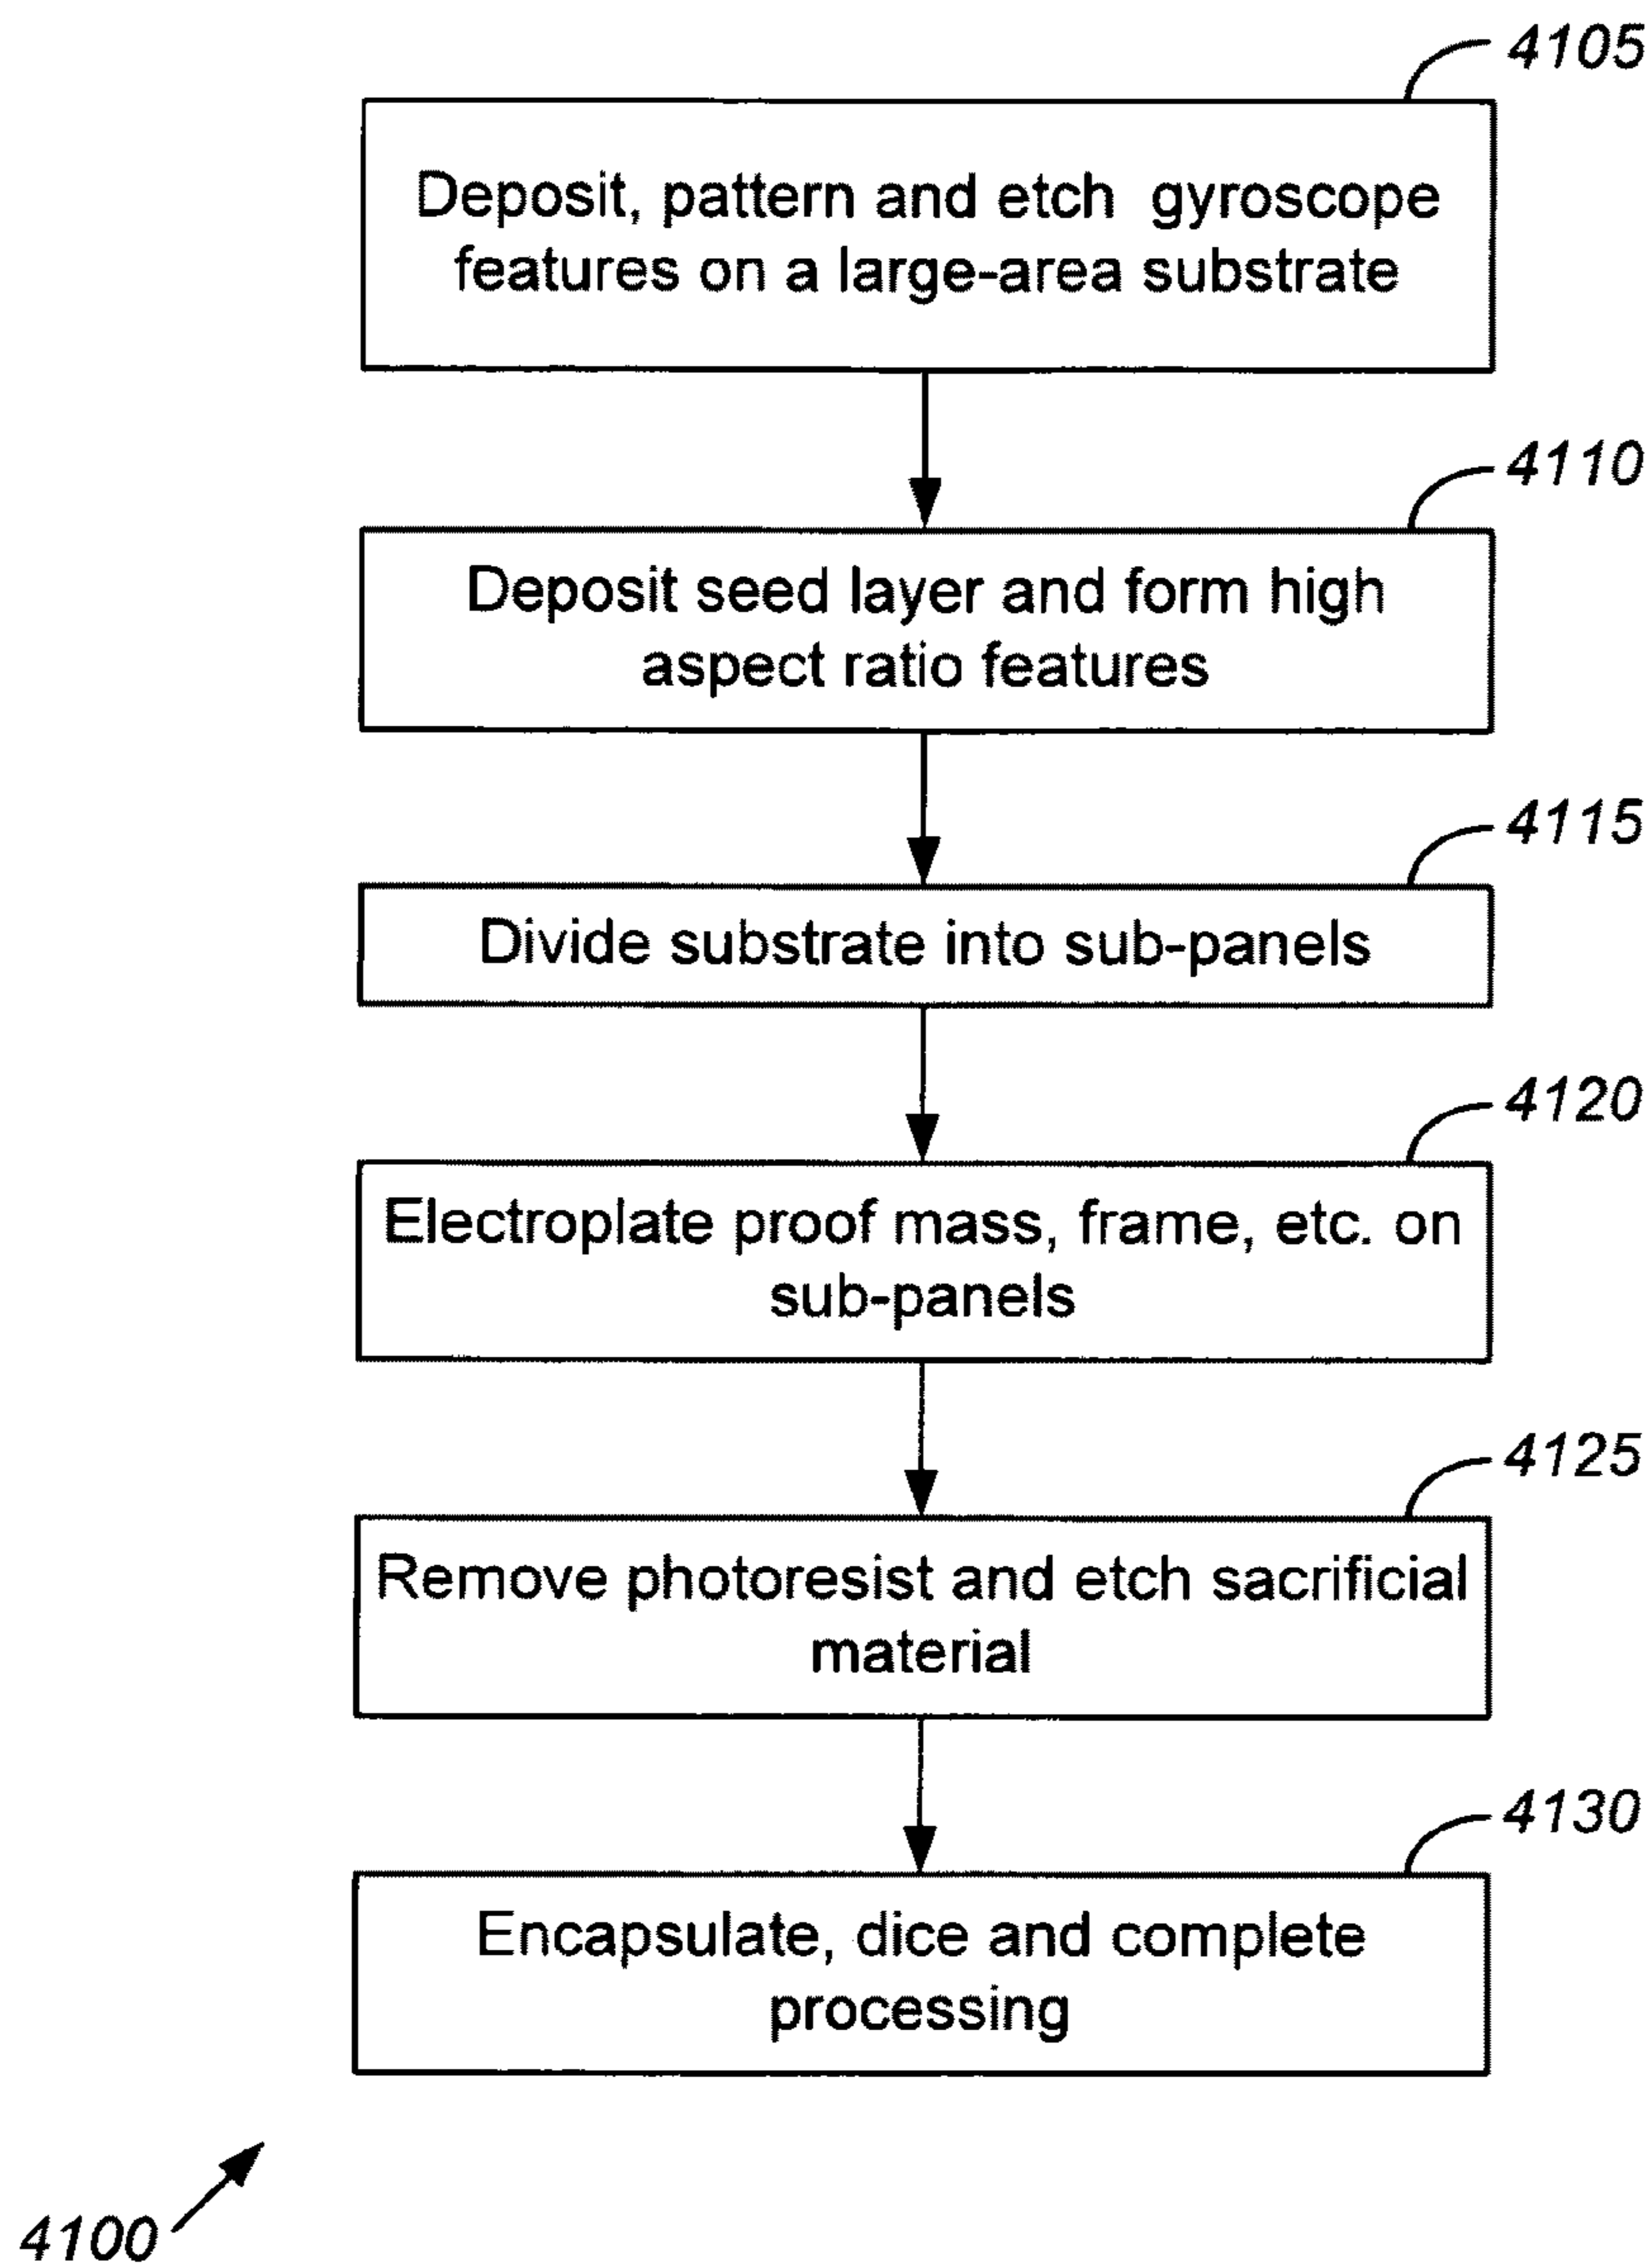 4105
Deposit, pattern and etch gyroscope
features on a large-area substrate
4110
Deposit seed layer and form high
aspect ratio features
4115
Divide substrate into sub-panels
4120
Electroplate proof mass, frame, etc. on
sub-panels
4125
Remove photoresist and etch sacrificial
material
4130
Encapsulate, dice and complete
processing
4100